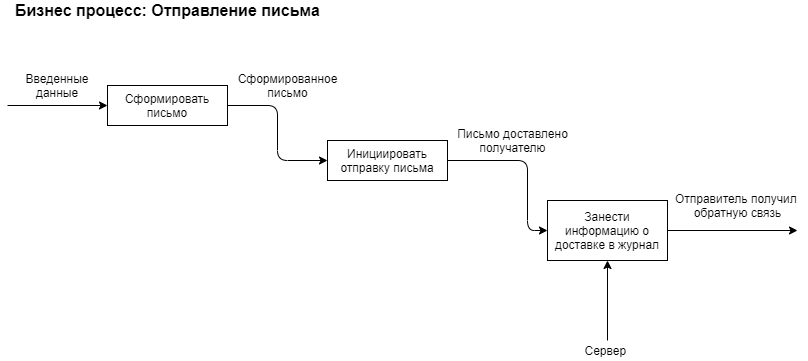 Бизнес процесс: Отправление письма
Введенные
данные
Сформировать
письмо
Сформированное
письмо
Инициировать
отправку письма
Письмо доставлено
получателю
Занести
информацию о
доставке в журнал
Отправитель получил
обратную связь
Сервер